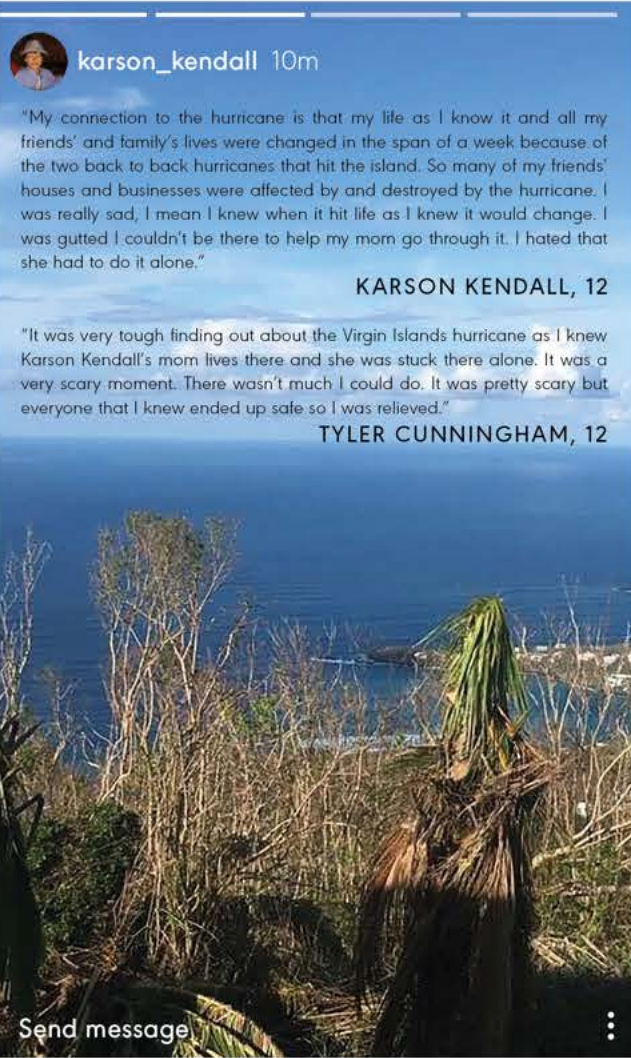 karson_kendall 10m
"My connection to the hurricane is that my life as I know it and all my
friends' and family's lives were changed in the span of a week because of
the two back to back hurricanes that hit the island. So many of my friends'
houses and businesses were affected by and destroyed by the hurricane. I
was really sad, I mean I knew when it hit life as I knew it would change. I
was gutted I couldn't be there to help my mom go through it. I hated that
she had to do it alone."
KARSON KENDALL, 12
"It was very tough finding out about the Virgin Islands hurricane as I knew
Karson Kendall's mom lives there and she was stuck there alone. It was a
very scary moment. There wasn't much I could do. It was pretty scary but
everyone that I knew ended up safe so I was relieved."
TYLER CUNNINGHAM, 12
Send message